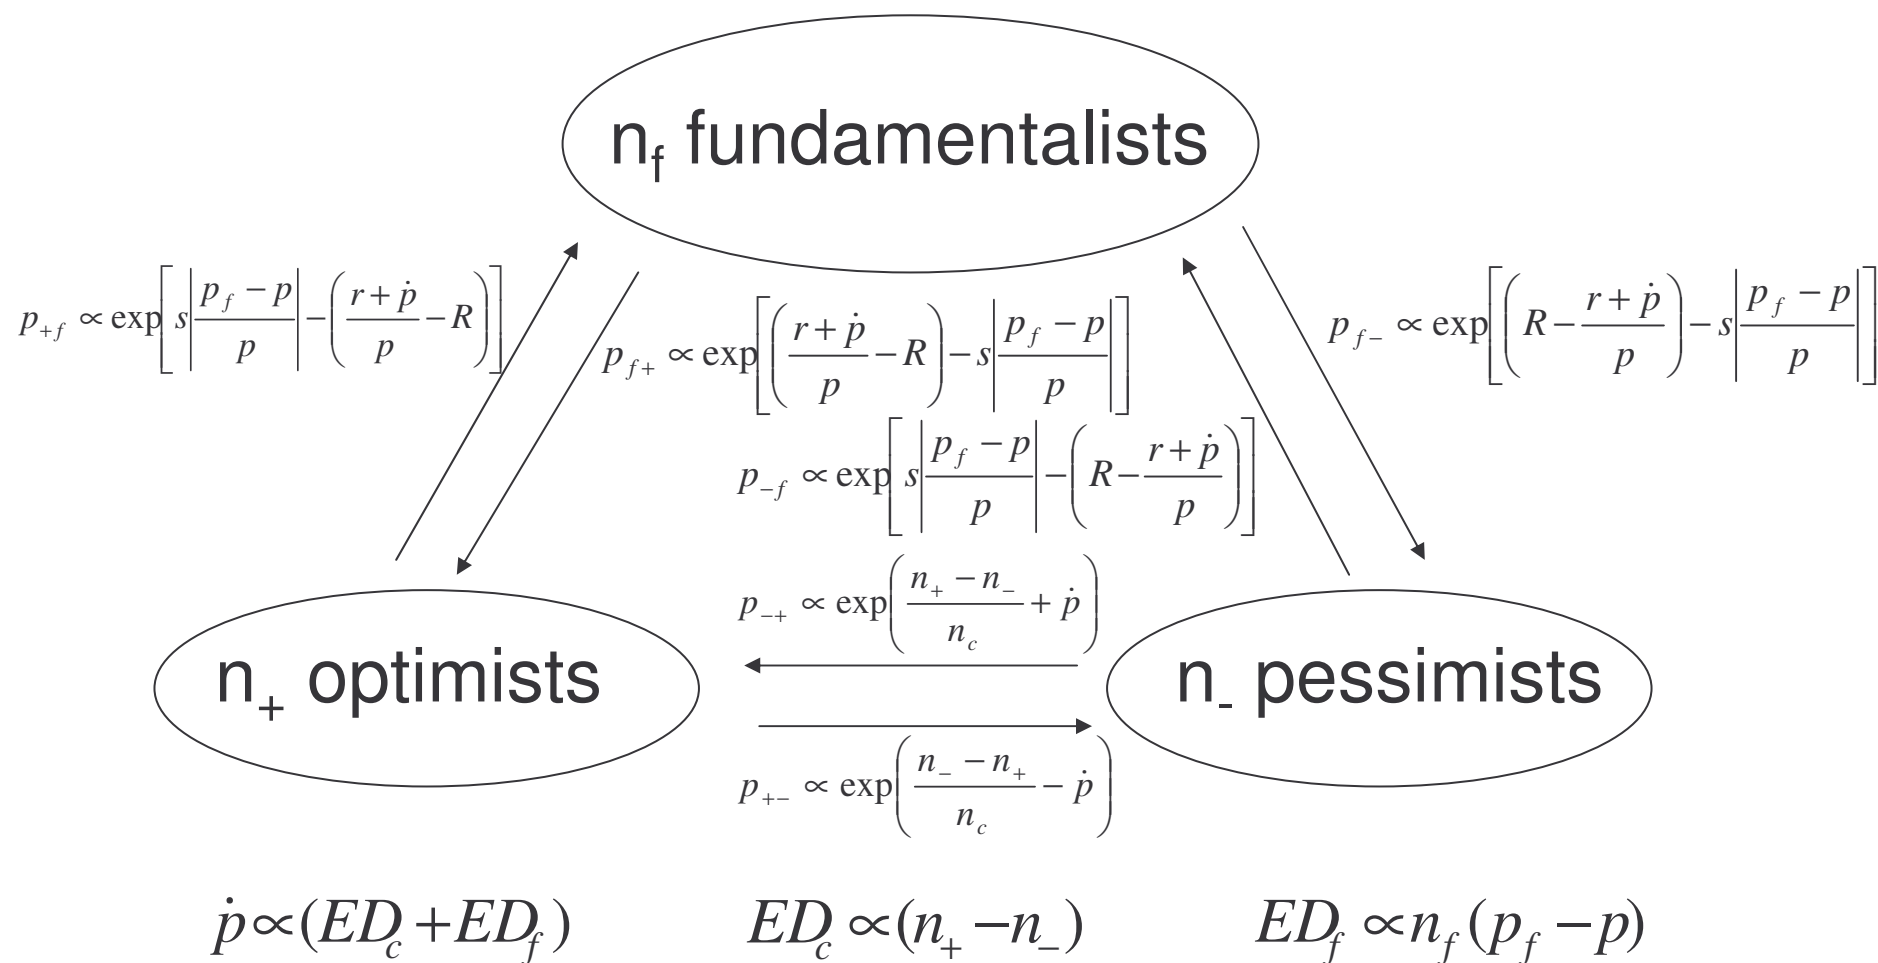 n_f fundamentalists
p_{+f} ∝ exp[ s|(p_f − p)/p| − ((r + ṗ)/p − R) ]
p_{f+} ∝ exp[ ((r + ṗ)/p − R) − s|(p_f − p)/p| ]
p_{f−} ∝ exp[ (R − (r + ṗ)/p) − s|(p_f − p)/p| ]
p_{−f} ∝ exp[ s|(p_f − p)/p| − (R − (r + ṗ)/p) ]
p_{−+} ∝ exp( (n_+ − n_−)/n_c + ṗ )
n_+ optimists
n_- pessimists
p_{+−} ∝ exp( (n_− − n_+)/n_c − ṗ )
ṗ ∝ (ED_c + ED_f) ED_c ∝ (n_+ − n_−) ED_f ∝ n_f (p_f − p)